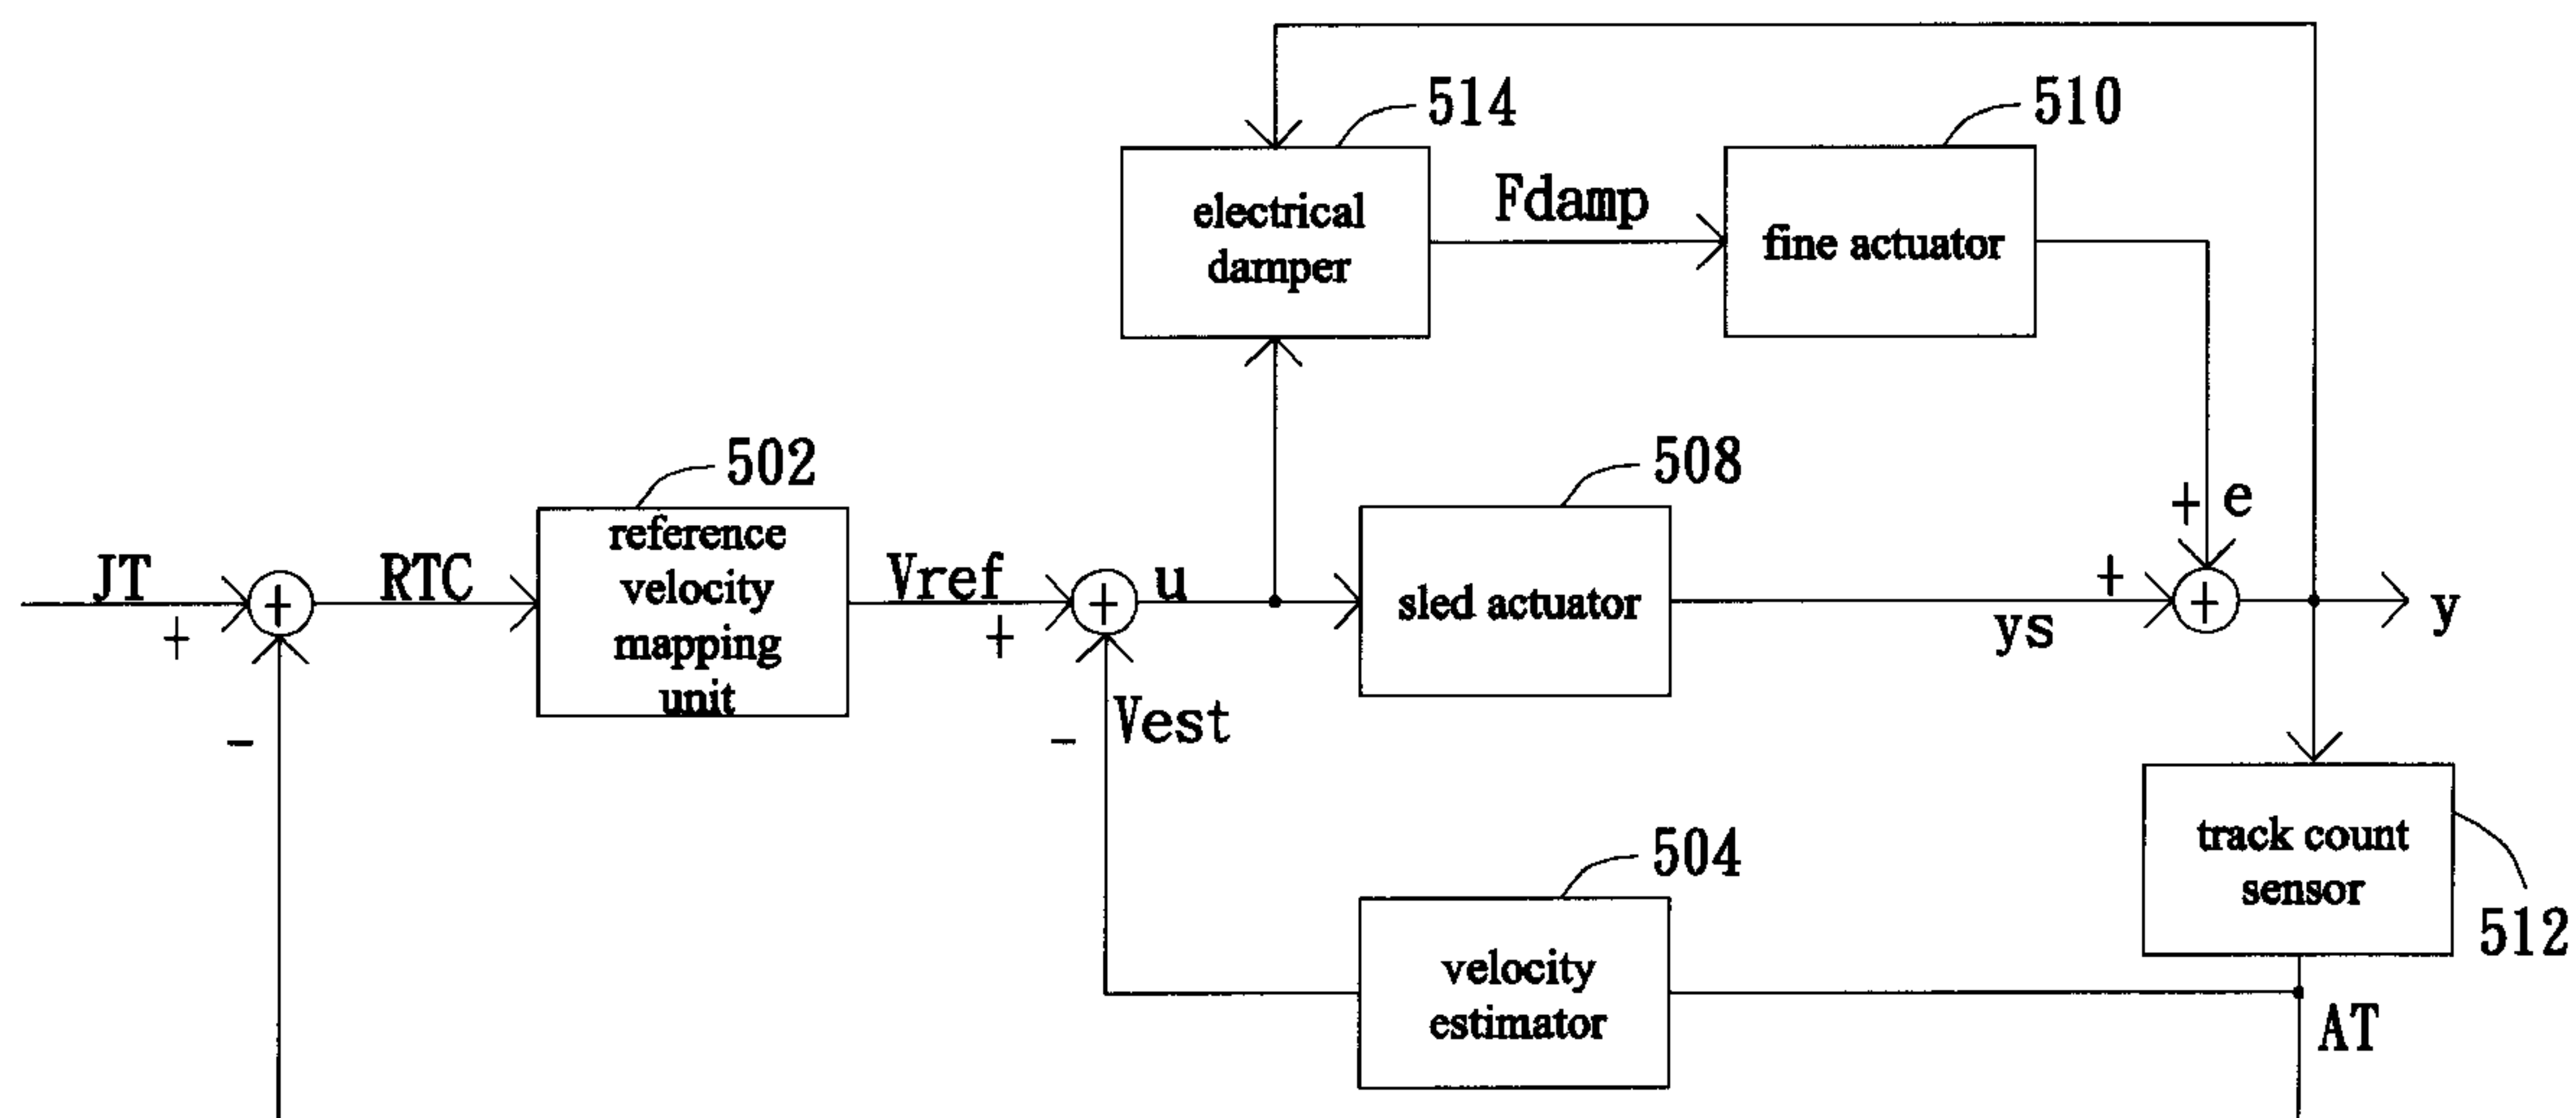 514
510
electrical
damper
Fdamp
fine actuator
502
508
+ e
JT
+
-
+
RTC
reference
velocity
mapping
unit
Vref
+
-
+
u
sled actuator
ys
+
+
y
Vest
504
velocity
estimator
track count
sensor
512
AT